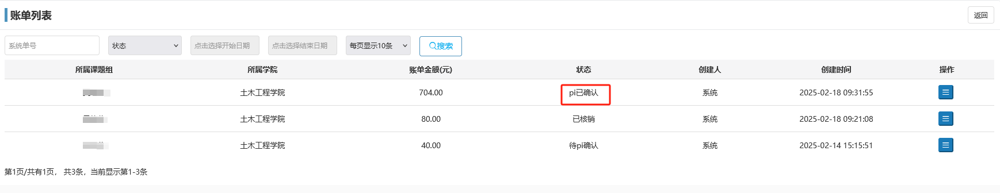 账单列表
返回
系统单号 状态 点击选择开始日期 点击选择结束日期 每页显示10条 搜索
所属课题组 所属学院 账单金额(元) 状态 创建人 创建时间 操作
土木工程学院 704.00 pi已确认 系统 2025-02-18 09:31:55
土木工程学院 80.00 已核销 系统 2025-02-18 09:21:08
土木工程学院 40.00 待pi确认 系统 2025-02-14 15:15:51
第1页/共有1页， 共3条，当前显示第1-3条